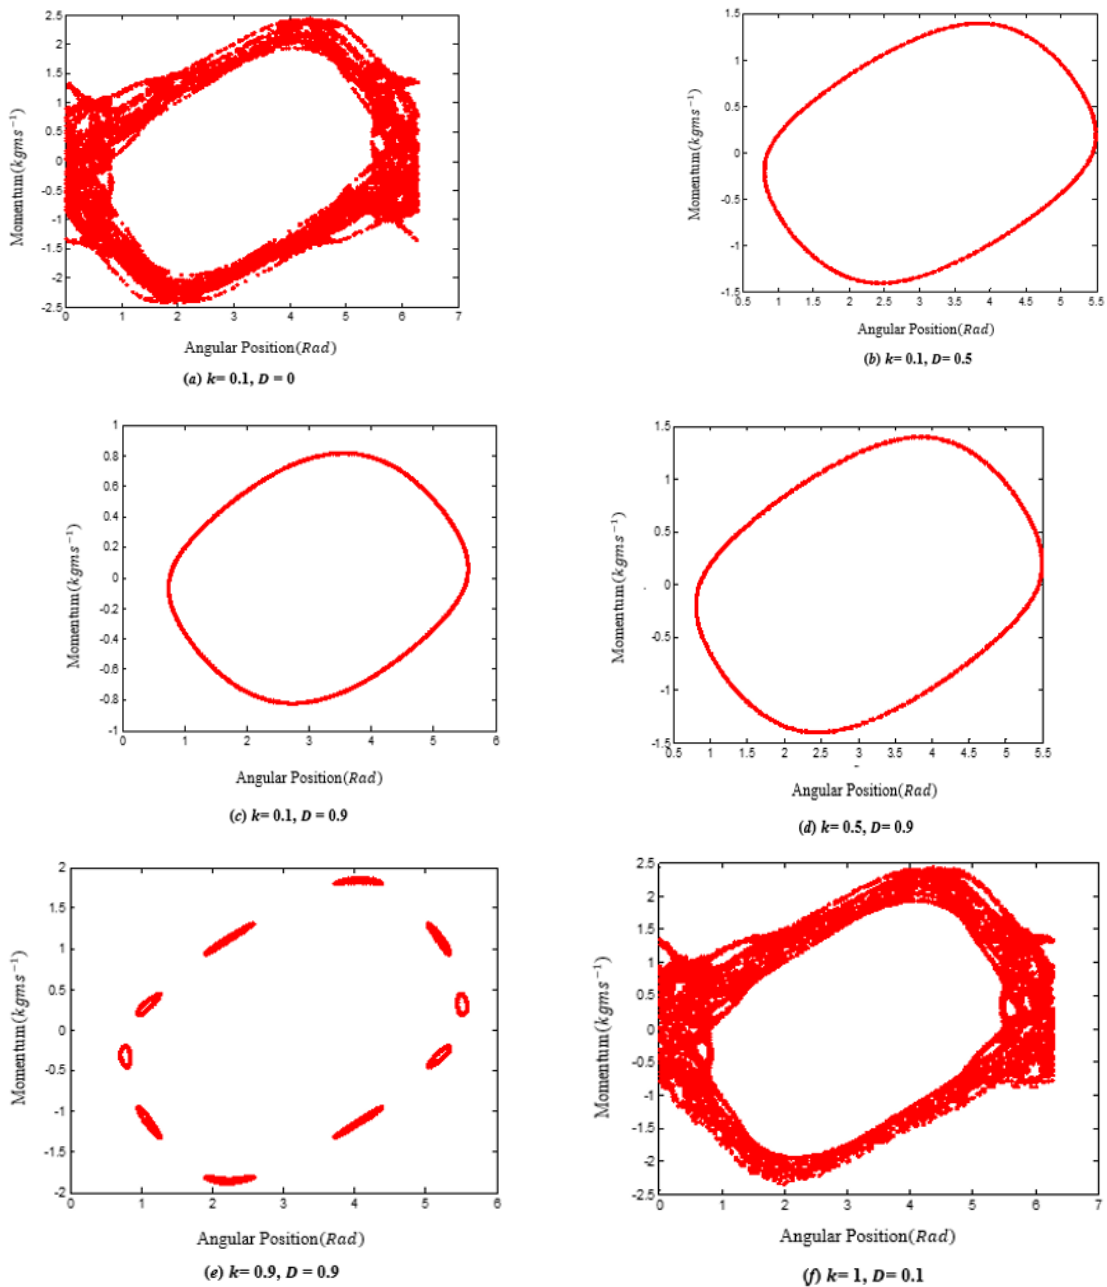 2.5
2
1.5
1
0.5
0
-0.5
-1
-1.5
-2
-2.5
0 1 2 3 4 5 6 7
Momentum(kgms⁻¹)
Angular Position(Rad)
(a) k= 0.1, D = 0
1.5
1
0.5
0
-0.5
-1
-1.5
0.5 1 1.5 2 2.5 3 3.5 4 4.5 5 5.5
Momentum(kgms⁻¹)
Angular Position(Rad)
(b) k= 0.1, D= 0.5
1
0.8
0.6
0.4
0.2
0
-0.2
-0.4
-0.6
-0.8
-1
0 1 2 3 4 5 6
Momentum(kgms⁻¹)
Angular Position(Rad)
(c) k= 0.1, D = 0.9
1.5
1
0.5
0
-0.5
-1
-1.5
0.5 1 1.5 2 2.5 3 3.5 4 4.5 5 5.5
Momentum(kgms⁻¹)
Angular Position(Rad)
(d) k= 0.5, D= 0.9
2
1.5
1
0.5
0
-0.5
-1
-1.5
-2
0 1 2 3 4 5 6
Momentum(kgms⁻¹)
Angular Position(Rad)
(e) k= 0.9, D = 0.9
2.5
2
1.5
1
0.5
0
-0.5
-1
-1.5
-2
-2.5
0 1 2 3 4 5 6 7
Momentum(kgms⁻¹)
Angular Position(Rad)
(f) k= 1, D= 0.1